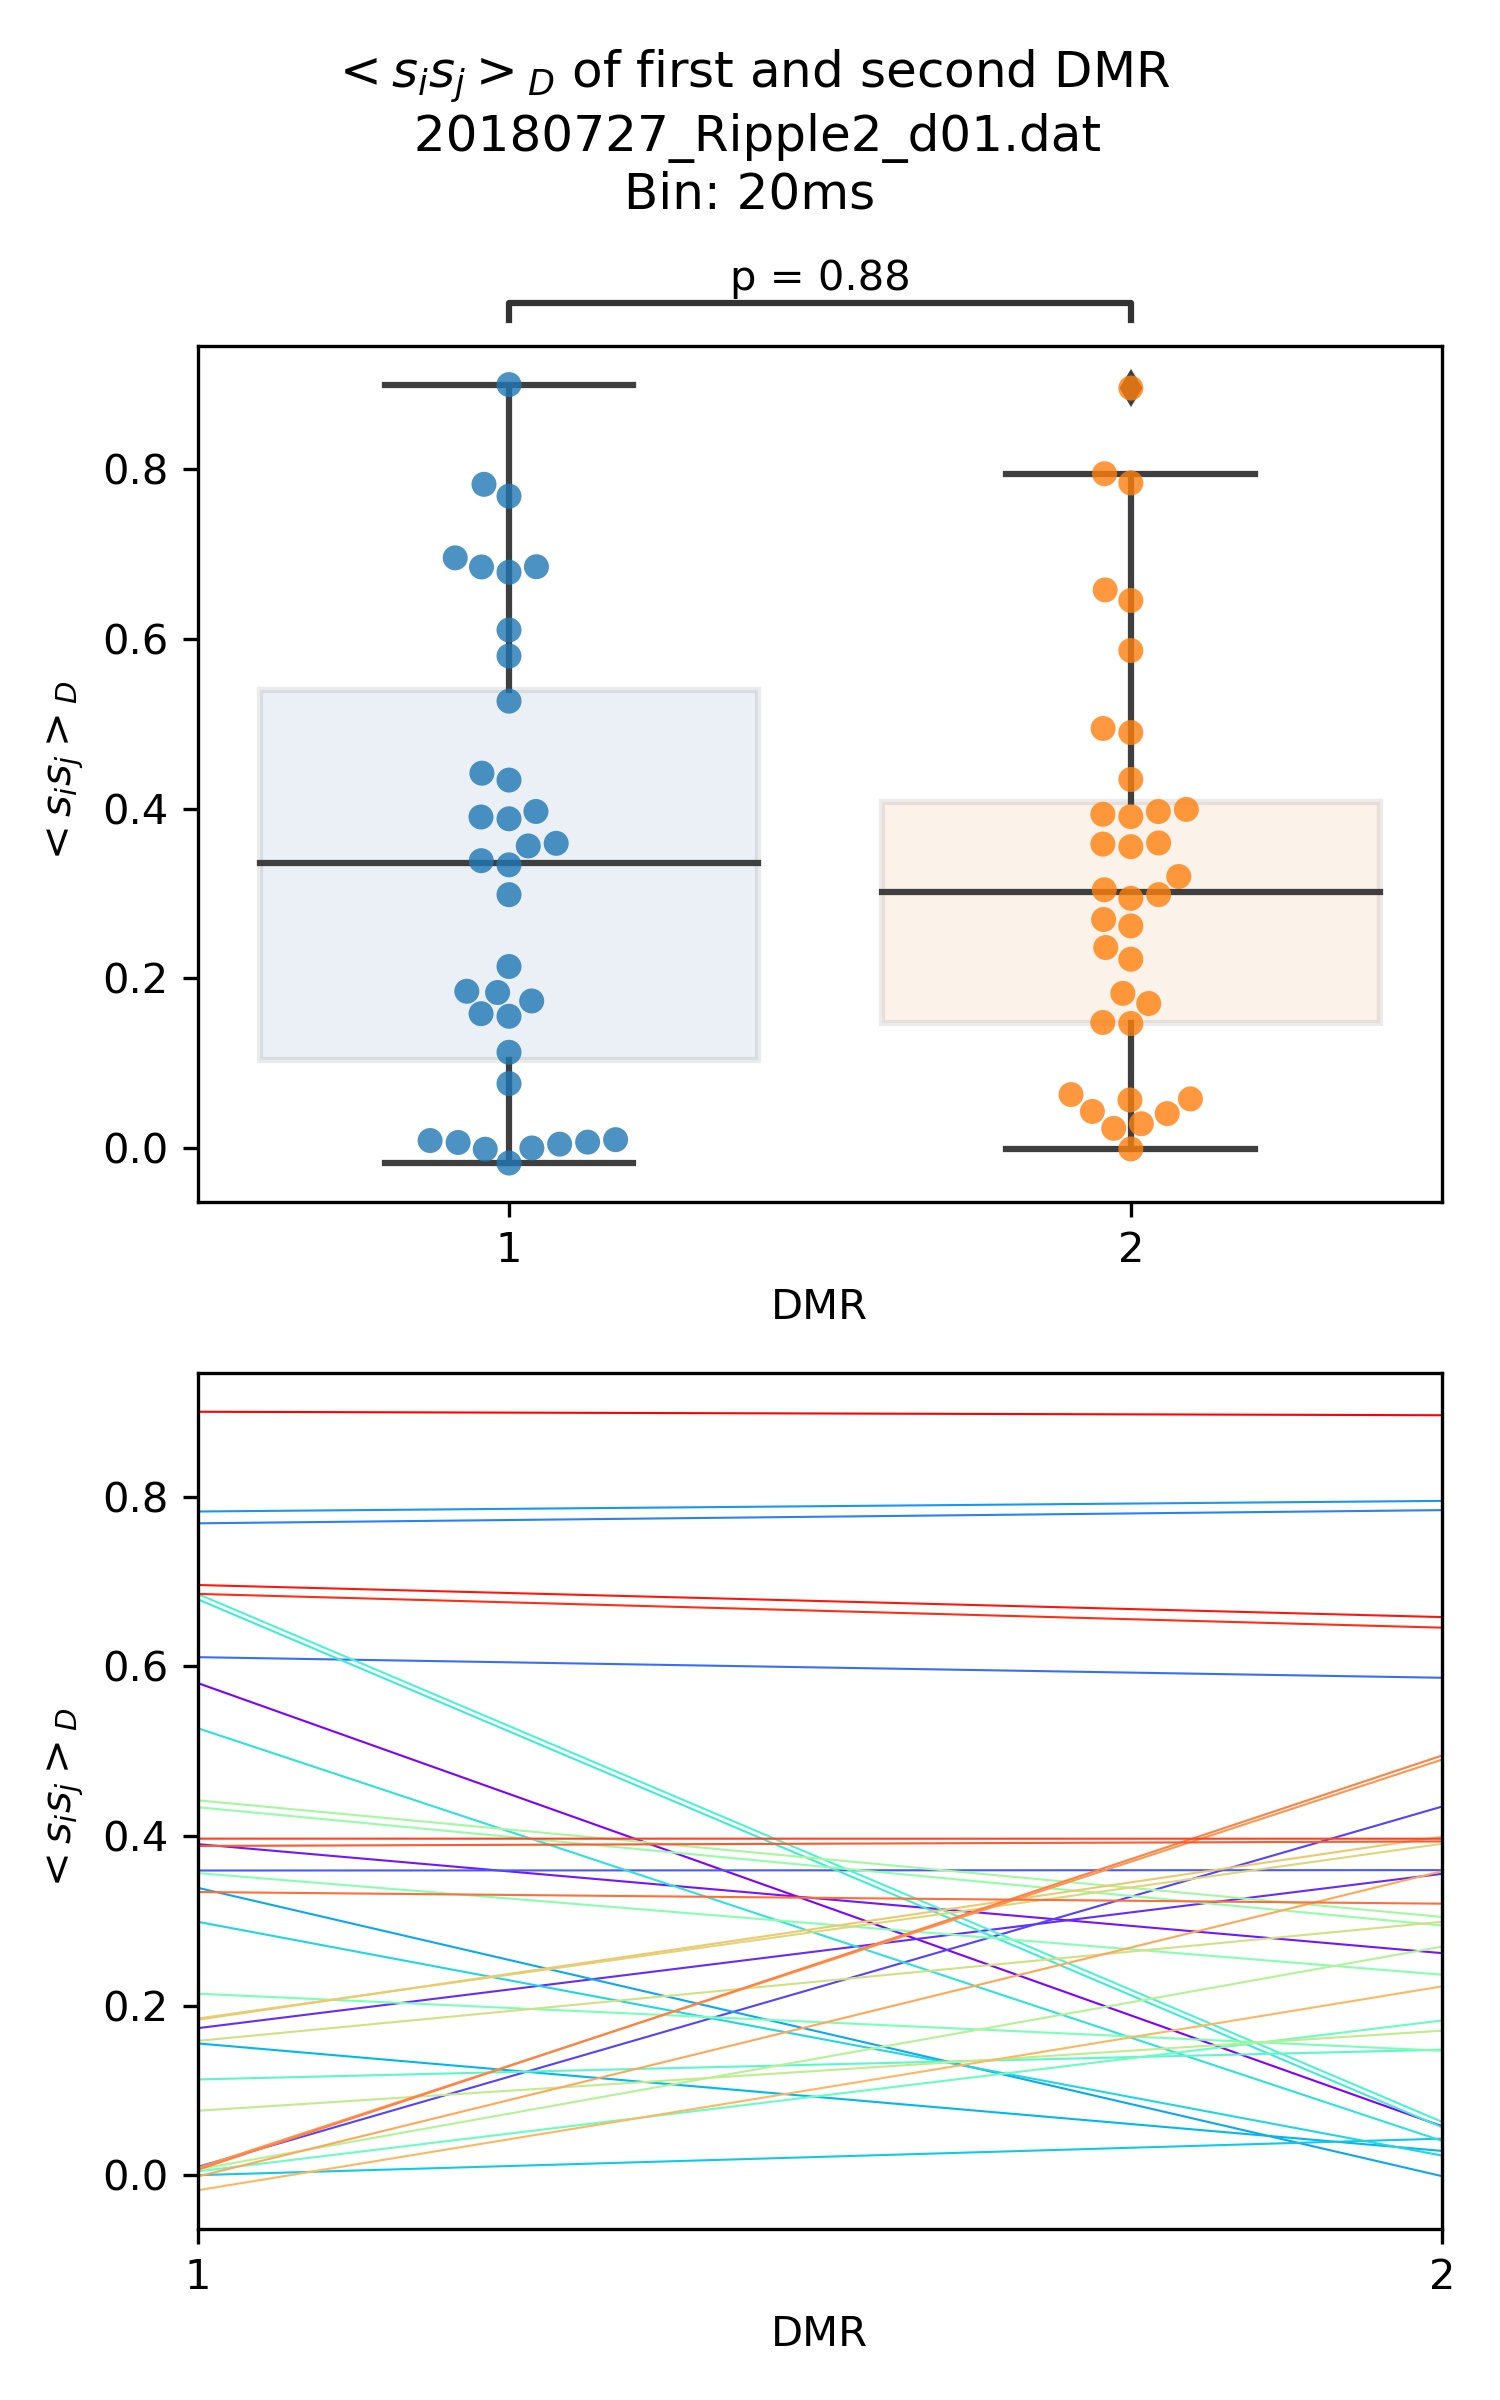 < s_i s_j >_D of first and second DMR
20180727_Ripple2_d01.dat
Bin: 20ms
p = 0.88
< s_i s_j >_D
0.8
0.6
0.4
0.2
0.0
1 2
DMR
< s_i s_j >_D
0.8
0.6
0.4
0.2
0.0
1 2
DMR